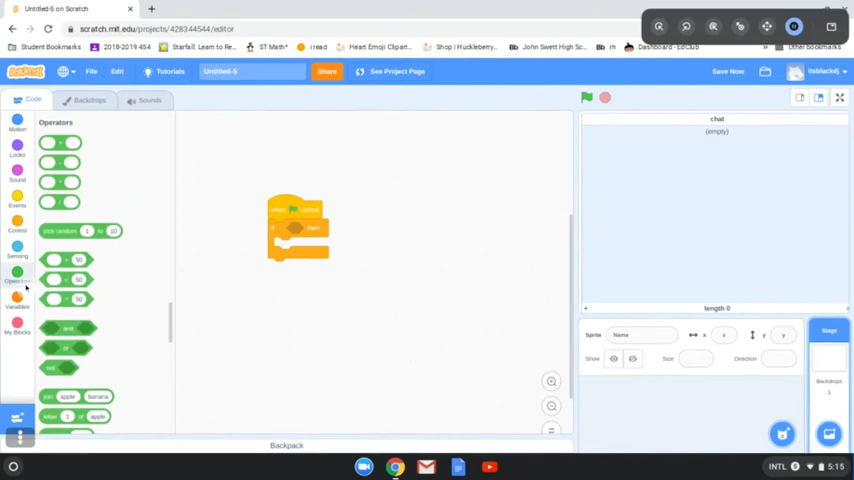 Untitled-5 on Scratch
scratch.mit.edu/projects/428344544/editor
Student Bookmarks
2018-2019 454
Starfall: Learn to Re...
ST Math*
i read
Heart Emoji Clipart...
Shop | Huckleberry...
John Swett High Sc...
rh
Dashboard - EdClub
Other bookmarks
SCRATCH
File
Edit
Tutorials
Untitled-5
Share
See Project Page
Save Now
itsblackdj
Code
Backdrops
Sounds
Motion
Looks
Sound
Events
Control
Sensing
Operators
Variables
My Blocks
Operators
pick random 1 to 10
50
50
50
and
or
not
join apple banana
letter 1 of apple
when clicked
if then
Backpack
chat
(empty)
+ length 0 =
Sprite Name x x y y
Show Size Direction
Stage
Backdrops
1
INTL 5:15